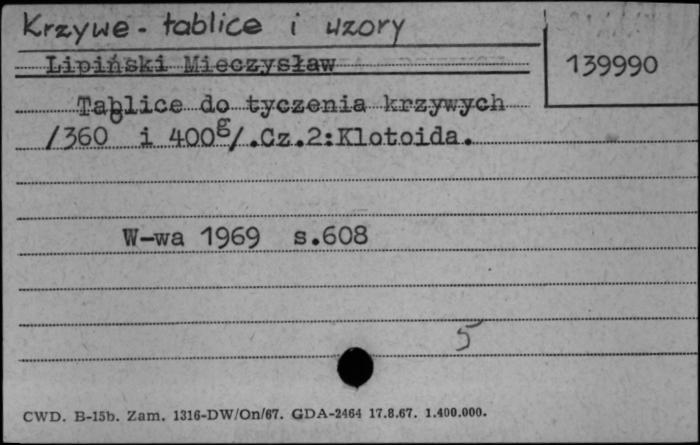 Krzywe - tablice i wzory
Lipiński Mieczysław
139990
Tablice do tyczenia krzywych
/360 i 400g/.Cz.2:Klotoida.
W-wa 1969 s.608
5
CWD. B-15b. Zam. 1316-DW/On/67. GDA-2464 17.8.67. 1.400.000.